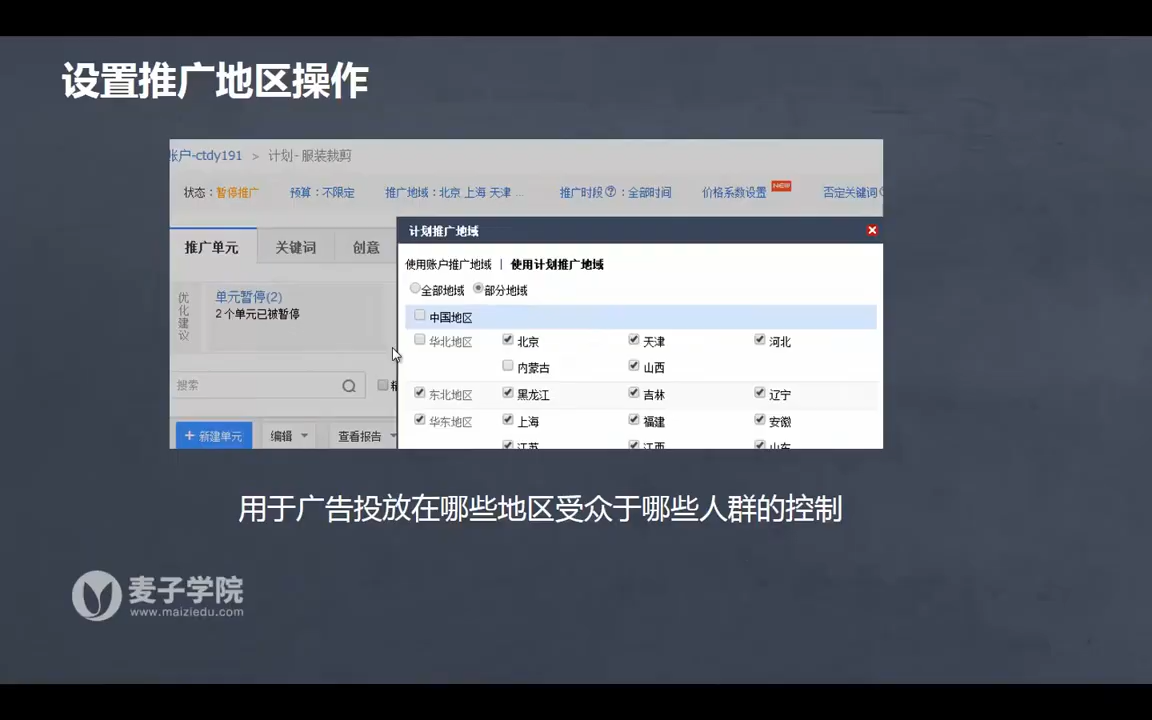 设置推广地区操作
账户-ctdy191 > 计划 - 服装裁剪
状态：暂停推广 预算：不限定 推广地域：北京 上海 天津 ... 推广时段?：全部时间 价格系数设置 NEW 否定关键词
计划推广地域
推广单元 关键词 创意
使用账户推广地域 | 使用计划推广地域
全部地域 部分地域
优化建议
单元暂停(2)
2 个单元已被暂停
中国地区
华北地区 北京 天津 河北
内蒙古 山西
搜索
东北地区 黑龙江 吉林 辽宁
华东地区 上海 福建 安徽
+ 新建单元 编辑 查看报告
江苏 江西 山东
用于广告投放在哪些地区受众于哪些人群的控制
麦子学院
www.maiziedu.com